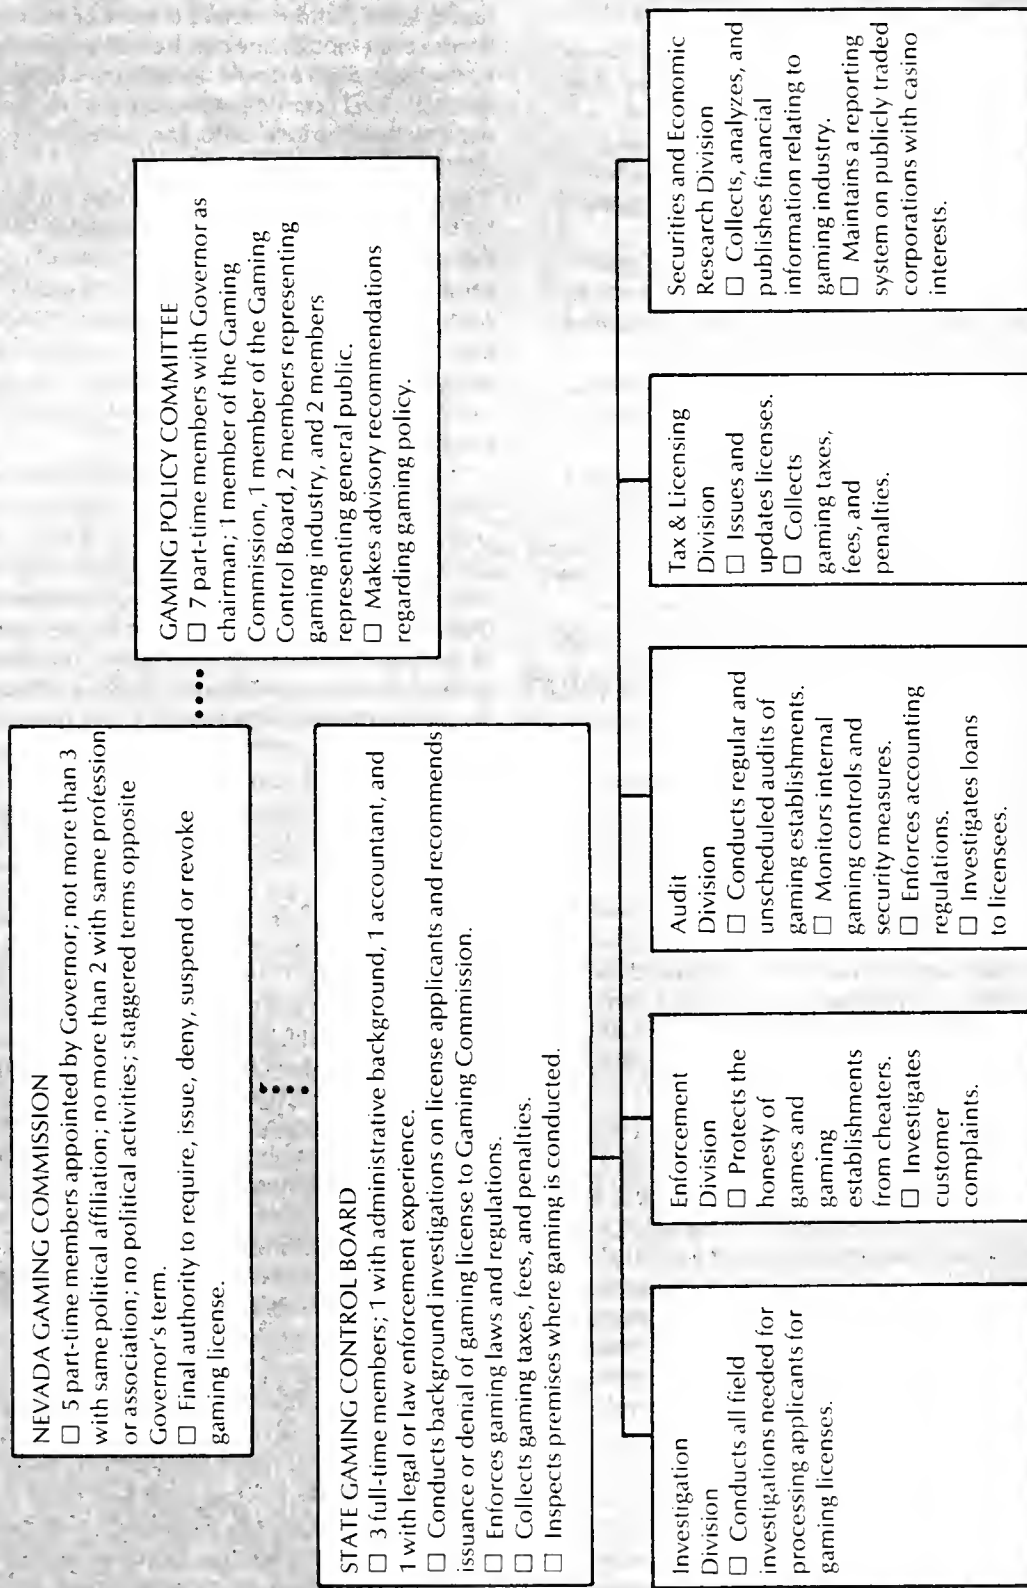 NEVADA GAMING COMMISSION
☐ 5 part-time members appointed by Governor; not more than 3
with same political affiliation; no more than 2 with same profession
or association; no political activities; staggered terms opposite
Governor's term.
☐ Final authority to require, issue, deny, suspend or revoke
gaming license.
GAMING POLICY COMMITTEE
☐ 7 part-time members with Governor as
chairman; 1 member of the Gaming
Commission, 1 member of the Gaming
Control Board, 2 members representing
gaming industry, and 2 members
representing general public.
☐ Makes advisory recommendations
regarding gaming policy.
STATE GAMING CONTROL BOARD
☐ 3 full-time members; 1 with administrative background, 1 accountant, and
1 with legal or law enforcement experience.
☐ Conducts background investigations on license applicants and recommends
issuance or denial of gaming license to Gaming Commission.
☐ Enforces gaming laws and regulations.
☐ Collects gaming taxes, fees, and penalties.
☐ Inspects premises where gaming is conducted.
Investigation
Division
☐ Conducts all field
investigations needed for
processing applicants for
gaming licenses.
Enforcement
Division
☐ Protects the
honesty of
games and
gaming
establishments
from cheaters.
☐ Investigates
customer
complaints.
Audit
Division
☐ Conducts regular and
unscheduled audits of
gaming establishments.
☐ Monitors internal
gaming controls and
security measures.
☐ Enforces accounting
regulations.
☐ Investigates loans
to licensees.
Tax & Licensing
Division
☐ Issues and
updates licenses.
☐ Collects
gaming taxes,
fees, and
penalties.
Securities and Economic
Research Division
☐ Collects, analyzes, and
publishes financial
information relating to
gaming industry.
☐ Maintains a reporting
system on publicly traded
corporations with casino
interests.